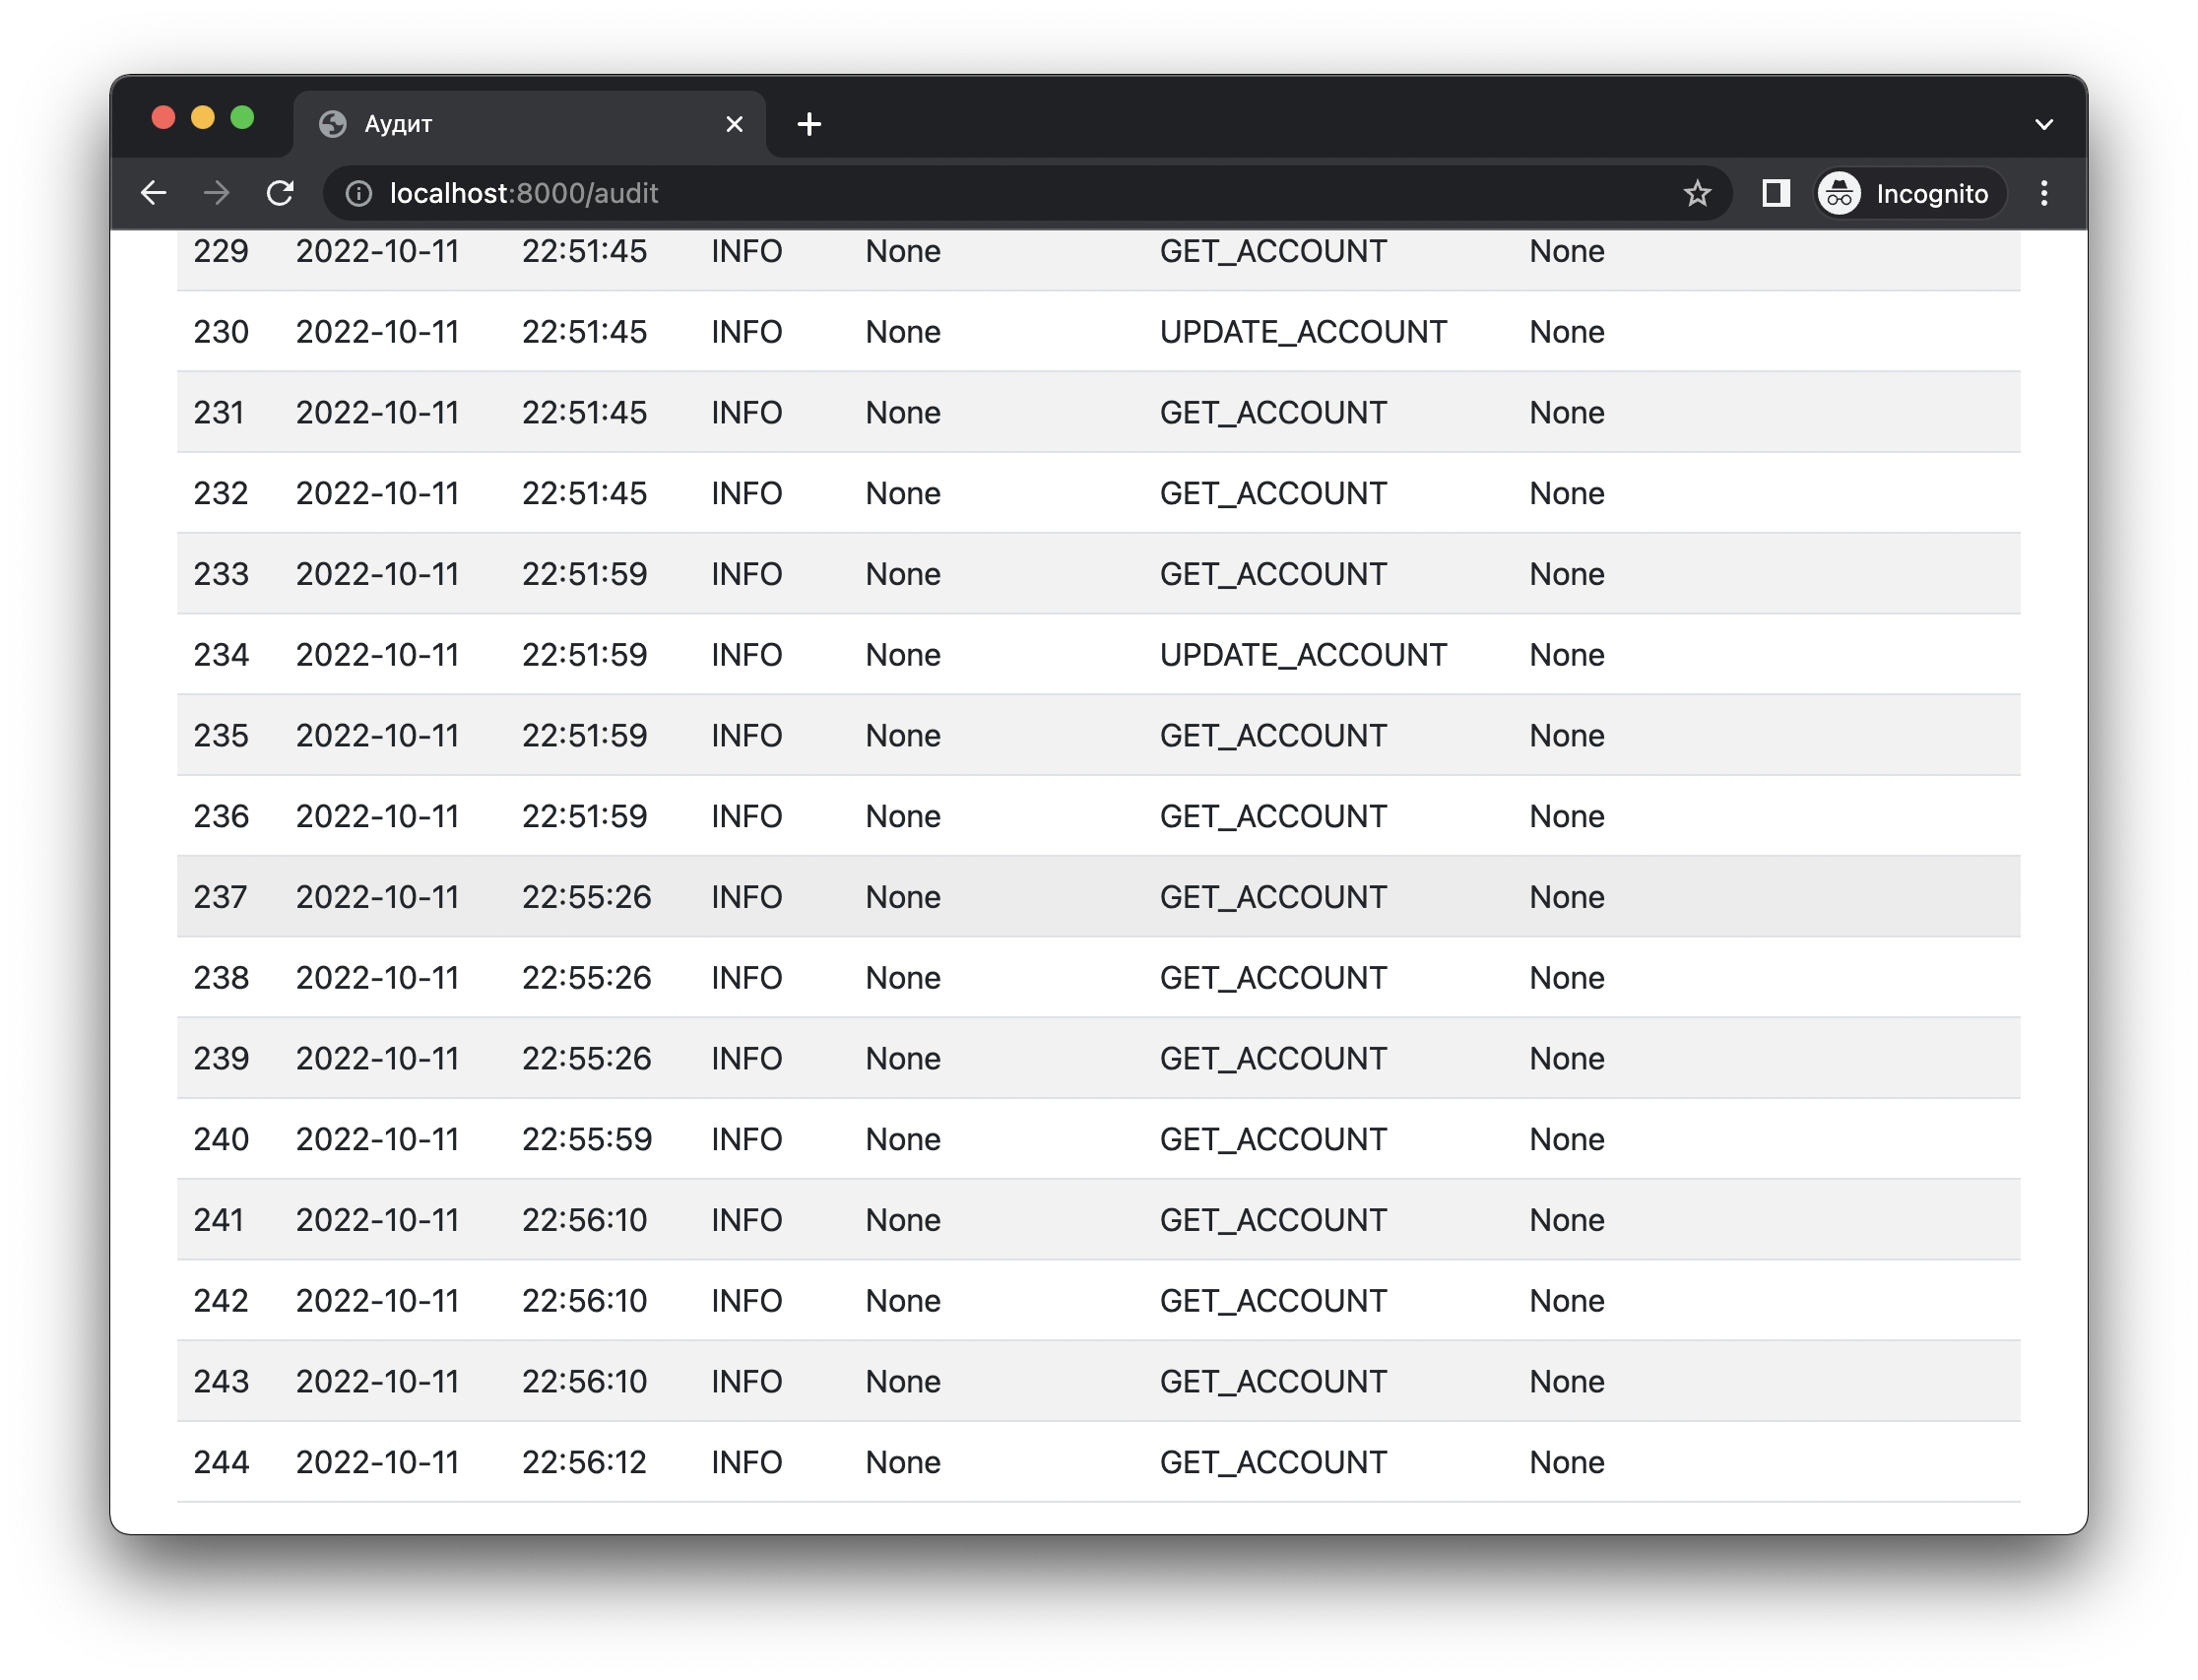 Аудит
localhost:8000/audit
Incognito
229 2022-10-11 22:51:45 INFO None GET_ACCOUNT None
230 2022-10-11 22:51:45 INFO None UPDATE_ACCOUNT None
231 2022-10-11 22:51:45 INFO None GET_ACCOUNT None
232 2022-10-11 22:51:45 INFO None GET_ACCOUNT None
233 2022-10-11 22:51:59 INFO None GET_ACCOUNT None
234 2022-10-11 22:51:59 INFO None UPDATE_ACCOUNT None
235 2022-10-11 22:51:59 INFO None GET_ACCOUNT None
236 2022-10-11 22:51:59 INFO None GET_ACCOUNT None
237 2022-10-11 22:55:26 INFO None GET_ACCOUNT None
238 2022-10-11 22:55:26 INFO None GET_ACCOUNT None
239 2022-10-11 22:55:26 INFO None GET_ACCOUNT None
240 2022-10-11 22:55:59 INFO None GET_ACCOUNT None
241 2022-10-11 22:56:10 INFO None GET_ACCOUNT None
242 2022-10-11 22:56:10 INFO None GET_ACCOUNT None
243 2022-10-11 22:56:10 INFO None GET_ACCOUNT None
244 2022-10-11 22:56:12 INFO None GET_ACCOUNT None